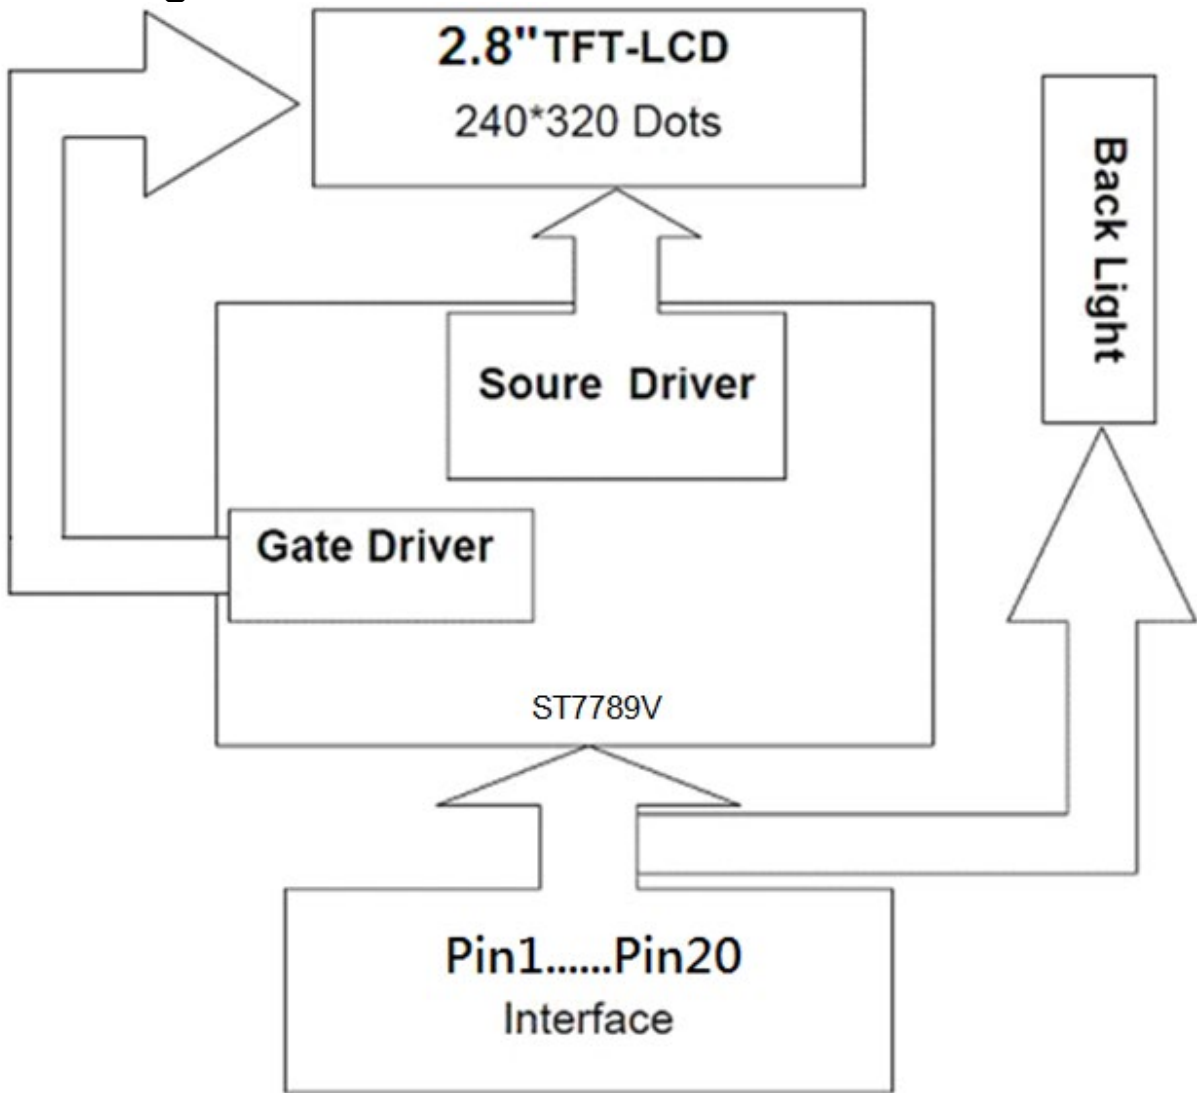 2.8" TFT-LCD
240*320 Dots
Back Light
Soure Driver
Gate Driver
ST7789V
Pin1......Pin20
Interface